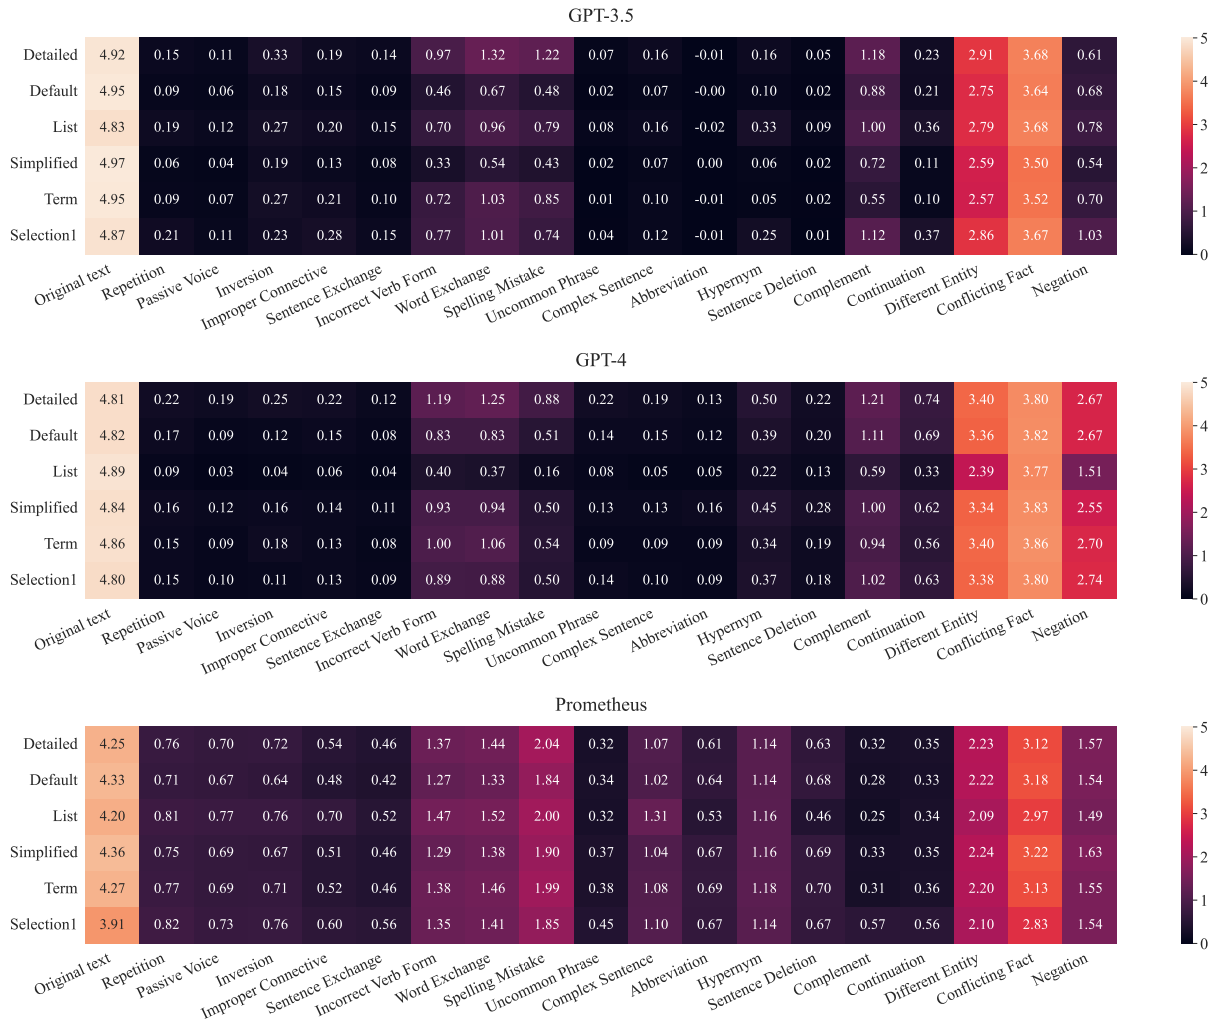 GPT-3.5
Detailed 4.92 0.15 0.11 0.33 0.19 0.14 0.97 1.32 1.22 0.07 0.16 -0.01 0.16 0.05 1.18 0.23 2.91 3.68 0.61
Default 4.95 0.09 0.06 0.18 0.15 0.09 0.46 0.67 0.48 0.02 0.07 -0.00 0.10 0.02 0.88 0.21 2.75 3.64 0.68
List 4.83 0.19 0.12 0.27 0.20 0.15 0.70 0.96 0.79 0.08 0.16 -0.02 0.33 0.09 1.00 0.36 2.79 3.68 0.78
Simplified 4.97 0.06 0.04 0.19 0.13 0.08 0.33 0.54 0.43 0.02 0.07 0.00 0.06 0.02 0.72 0.11 2.59 3.50 0.54
Term 4.95 0.09 0.07 0.27 0.21 0.10 0.72 1.03 0.85 0.01 0.10 -0.01 0.05 0.02 0.55 0.10 2.57 3.52 0.70
Selection1 4.87 0.21 0.11 0.23 0.28 0.15 0.77 1.01 0.74 0.04 0.12 -0.01 0.25 0.01 1.12 0.37 2.86 3.67 1.03
Original text Repetition Passive Voice Inversion Improper Connective Sentence Exchange Incorrect Verb Form Word Exchange Spelling Mistake Uncommon Phrase Complex Sentence Abbreviation Hypernym Sentence Deletion Complement Continuation Different Entity Conflicting Fact Negation
5
4
3
2
1
0
GPT-4
Detailed 4.81 0.22 0.19 0.25 0.22 0.12 1.19 1.25 0.88 0.22 0.19 0.13 0.50 0.22 1.21 0.74 3.40 3.80 2.67
Default 4.82 0.17 0.09 0.12 0.15 0.08 0.83 0.83 0.51 0.14 0.15 0.12 0.39 0.20 1.11 0.69 3.36 3.82 2.67
List 4.89 0.09 0.03 0.04 0.06 0.04 0.40 0.37 0.16 0.08 0.05 0.05 0.22 0.13 0.59 0.33 2.39 3.77 1.51
Simplified 4.84 0.16 0.12 0.16 0.14 0.11 0.93 0.94 0.50 0.13 0.13 0.16 0.45 0.28 1.00 0.62 3.34 3.83 2.55
Term 4.86 0.15 0.09 0.18 0.13 0.08 1.00 1.06 0.54 0.09 0.09 0.09 0.34 0.19 0.94 0.56 3.40 3.86 2.70
Selection1 4.80 0.15 0.10 0.11 0.13 0.09 0.89 0.88 0.50 0.14 0.10 0.09 0.37 0.18 1.02 0.63 3.38 3.80 2.74
Original text Repetition Passive Voice Inversion Improper Connective Sentence Exchange Incorrect Verb Form Word Exchange Spelling Mistake Uncommon Phrase Complex Sentence Abbreviation Hypernym Sentence Deletion Complement Continuation Different Entity Conflicting Fact Negation
5
4
3
2
1
0
Prometheus
Detailed 4.25 0.76 0.70 0.72 0.54 0.46 1.37 1.44 2.04 0.32 1.07 0.61 1.14 0.63 0.32 0.35 2.23 3.12 1.57
Default 4.33 0.71 0.67 0.64 0.48 0.42 1.27 1.33 1.84 0.34 1.02 0.64 1.14 0.68 0.28 0.33 2.22 3.18 1.54
List 4.20 0.81 0.77 0.76 0.70 0.52 1.47 1.52 2.00 0.32 1.31 0.53 1.16 0.46 0.25 0.34 2.09 2.97 1.49
Simplified 4.36 0.75 0.69 0.67 0.51 0.46 1.29 1.38 1.90 0.37 1.04 0.67 1.16 0.69 0.33 0.35 2.24 3.22 1.63
Term 4.27 0.77 0.69 0.71 0.52 0.46 1.38 1.46 1.99 0.38 1.08 0.69 1.18 0.70 0.31 0.36 2.20 3.13 1.55
Selection1 3.91 0.82 0.73 0.76 0.60 0.56 1.35 1.41 1.85 0.45 1.10 0.67 1.14 0.67 0.57 0.56 2.10 2.83 1.54
Original text Repetition Passive Voice Inversion Improper Connective Sentence Exchange Incorrect Verb Form Word Exchange Spelling Mistake Uncommon Phrase Complex Sentence Abbreviation Hypernym Sentence Deletion Complement Continuation Different Entity Conflicting Fact Negation
5
4
3
2
1
0